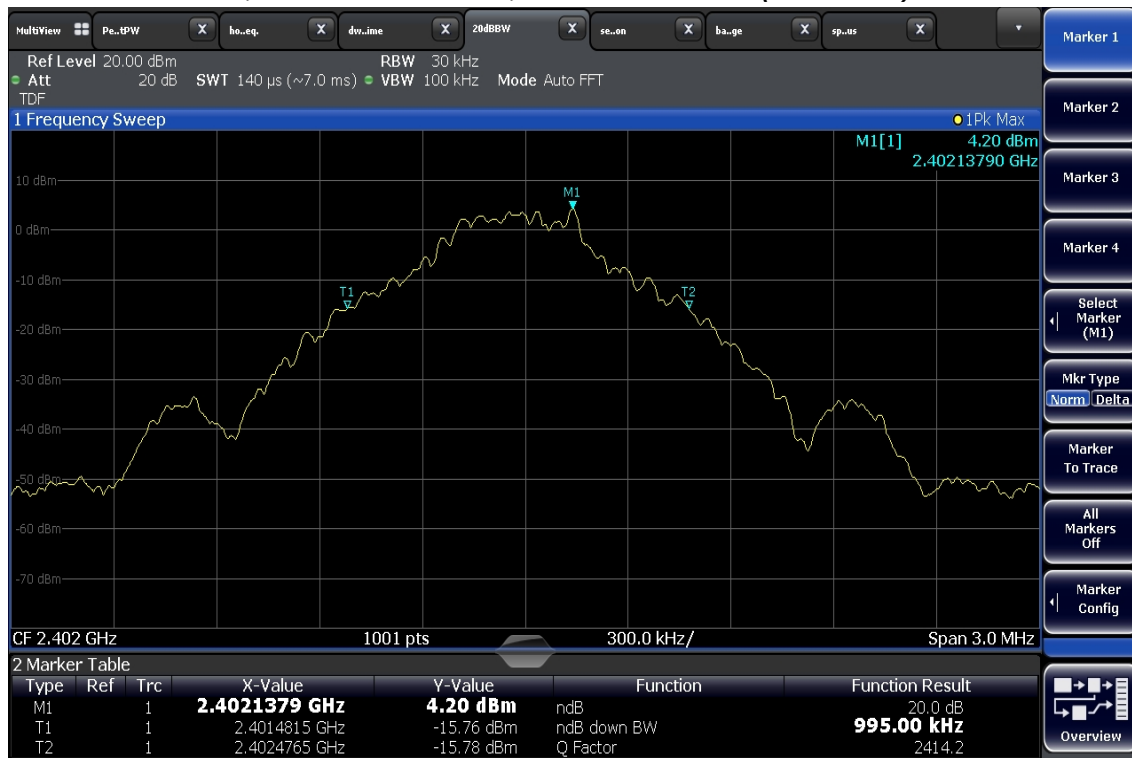 MultiView Pe..tPW X ho..eq. X dw..ime X 20dBBW X se..on X ba..ge X sp..us X
Ref Level 20.00 dBm RBW 30 kHz
Att 20 dB SWT 140 µs (~7.0 ms) VBW 100 kHz Mode Auto FFT
TDF
1 Frequency Sweep 1Pk Max
M1[1] 4.20 dBm
2.40213790 GHz
10 dBm
M1
0 dBm
-10 dBm
T1
T2
-20 dBm
-30 dBm
-40 dBm
-50 dBm
-60 dBm
-70 dBm
CF 2.402 GHz 1001 pts 300.0 kHz/ Span 3.0 MHz
2 Marker Table
Type Ref Trc X-Value Y-Value Function Function Result
M1 1 2.4021379 GHz 4.20 dBm ndB 20.0 dB
T1 1 2.4014815 GHz -15.76 dBm ndB down BW 995.00 kHz
T2 1 2.4024765 GHz -15.78 dBm Q Factor 2414.2
Marker 1
Marker 2
Marker 3
Marker 4
Select
Marker
(M1)
Mkr Type
Norm Delta
Marker
To Trace
All
Markers
Off
Marker
Config
Overview